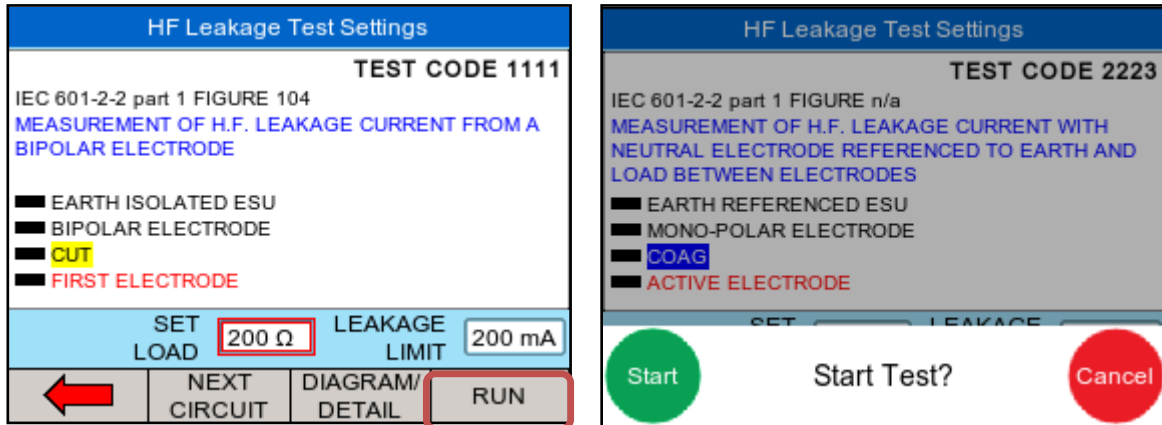 HF Leakage Test Settings
TEST CODE 1111
IEC 601-2-2 part 1 FIGURE 104
MEASUREMENT OF H.F. LEAKAGE CURRENT FROM A
BIPOLAR ELECTRODE
EARTH ISOLATED ESU
BIPOLAR ELECTRODE
CUT
FIRST ELECTRODE
SET LOAD
200 Ω
LEAKAGE LIMIT
200 mA
NEXT CIRCUIT
DIAGRAM/ DETAIL
RUN
HF Leakage Test Settings
TEST CODE 2223
IEC 601-2-2 part 1 FIGURE n/a
MEASUREMENT OF H.F. LEAKAGE CURRENT WITH
NEUTRAL ELECTRODE REFERENCED TO EARTH AND
LOAD BETWEEN ELECTRODES
EARTH REFERENCED ESU
MONO-POLAR ELECTRODE
COAG
ACTIVE ELECTRODE
SET LEAKAGE
Start
Start Test?
Cancel